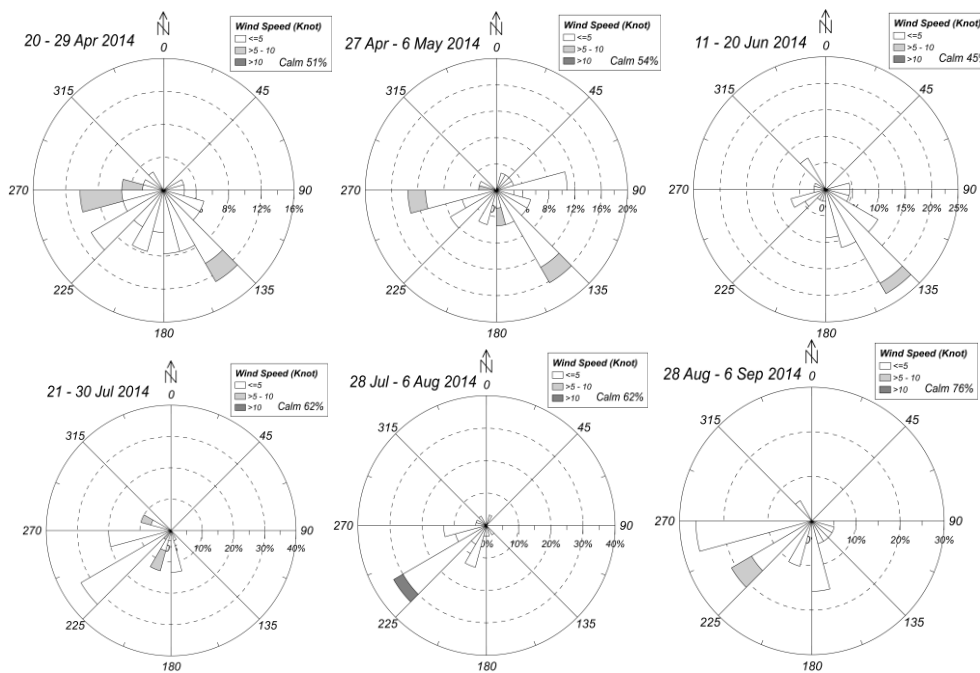 20 - 29 Apr 2014
N
0
Wind Speed (Knot)
<=5
>5 - 10
>10
Calm 51%
315
45
270
90
8%
12%
16%
225
135
180
27 Apr - 6 May 2014
N
0
Wind Speed (Knot)
<=5
>5 - 10
>10
Calm 54%
315
45
270
90
8%
12%
16%
20%
225
135
180
11 - 20 Jun 2014
N
0
Wind Speed (Knot)
<=5
>5 - 10
>10
Calm 45%
315
45
270
90
0%
10%
15%
20%
25%
225
135
180
21 - 30 Jul 2014
N
0
Wind Speed (Knot)
<=5
>5 - 10
>10
Calm 62%
315
45
270
90
0%
10%
20%
30%
40%
225
135
180
28 Jul - 6 Aug 2014
N
0
Wind Speed (Knot)
<=5
>5 - 10
>10
Calm 62%
315
45
270
90
0%
10%
20%
30%
40%
225
135
180
28 Aug - 6 Sep 2014
N
0
Wind Speed (Knot)
<=5
>5 - 10
>10
Calm 76%
315
45
270
90
10%
20%
30%
225
135
180